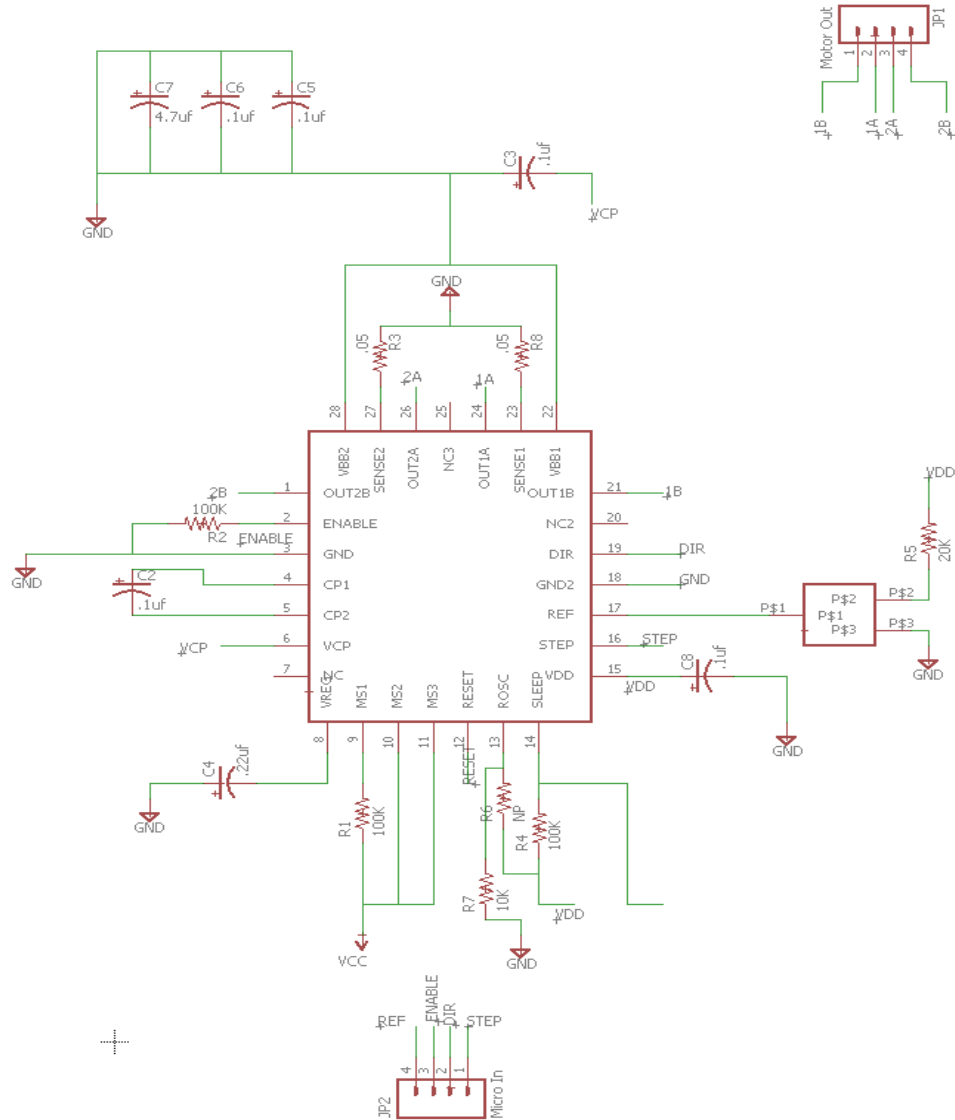 Motor Out
JP1
1 2 3 4
1B
1A
2A
2B
C7
4.7uf
C6
.1uf
C5
.1uf
GND
C3
.1uf
VCP
GND
.05
R3
.05
R8
2A
1A
28
27
26
25
24
23
22
VBB2
SENSE2
OUT2A
NC3
OUT1A
SENSE1
VBB1
2B
1
OUT2B
OUT1B
21
1B
100K
R2
ENABLE
2
ENABLE
NC2
20
3
GND
DIR
19
DIR
GND
C2
.1uf
4
CP1
GND2
18
GND
5
CP2
REF
17
VCP
6
VCP
STEP
16
STEP
7
NC
VDD
15
VDD
VREG
MS1
MS2
MS3
RESET
ROSC
SLEEP
8
9
10
11
12
13
14
VDD
R5
20K
P$1
P$2
P$1
P$3
P$2
P$3
GND
C8
.1uf
GND
C4
.22uf
GND
R1
100K
RESET
R6
NP
R4
100K
R7
10K
VDD
VCC
GND
REF
ENABLE
DIR
STEP
4
3
2
1
JP2
Micro In